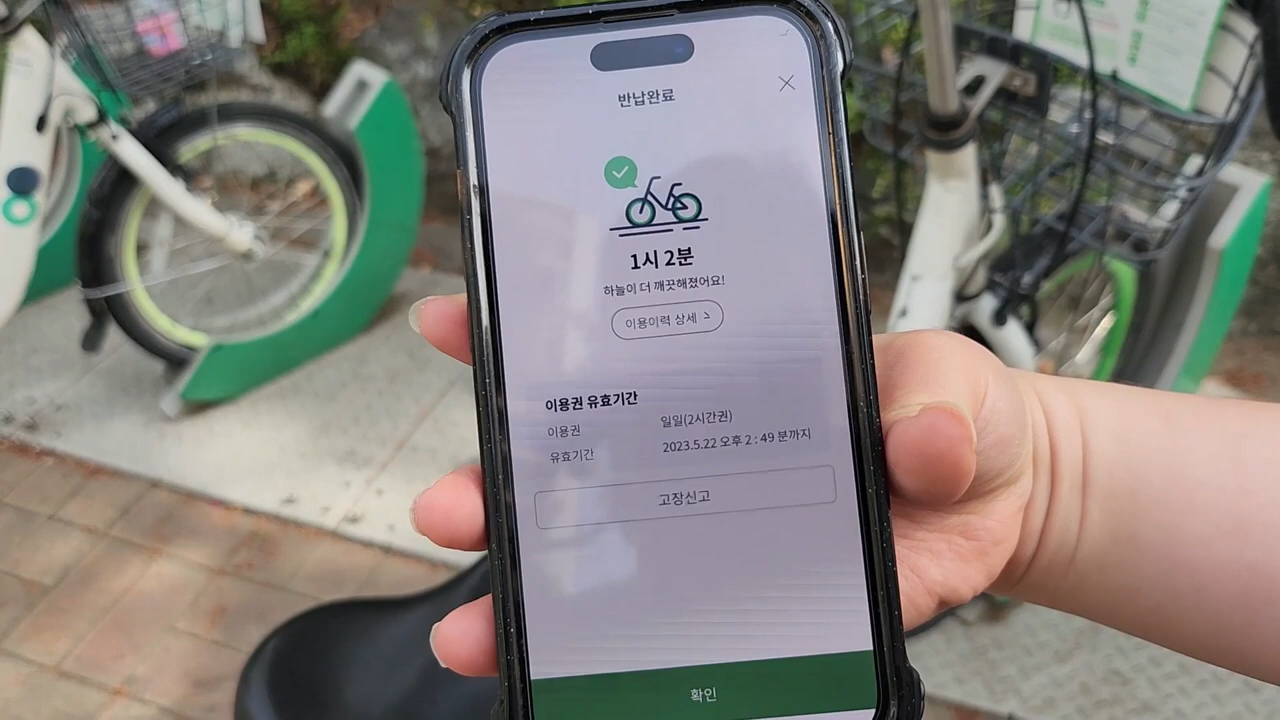 반납완료
1시 2분
하늘이 더 깨끗해졌어요!
이용이력 상세 >
이용권 유효기간
이용권 일일(2시간권)
유효기간 2023.5.22 오후 2 : 49 분까지
고장신고
확인